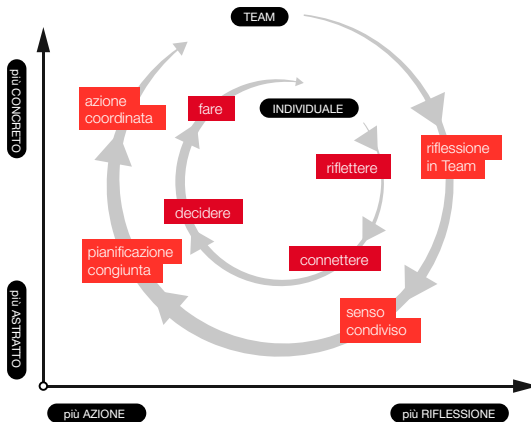 TEAM
più CONCRETO
azione
coordinata
fare
INDIVIDUALE
riflettere
riflessione
in Team
decidere
pianificazione
congiunta
connettere
senso
condiviso
più ASTRATTO
più AZIONE
più RIFLESSIONE